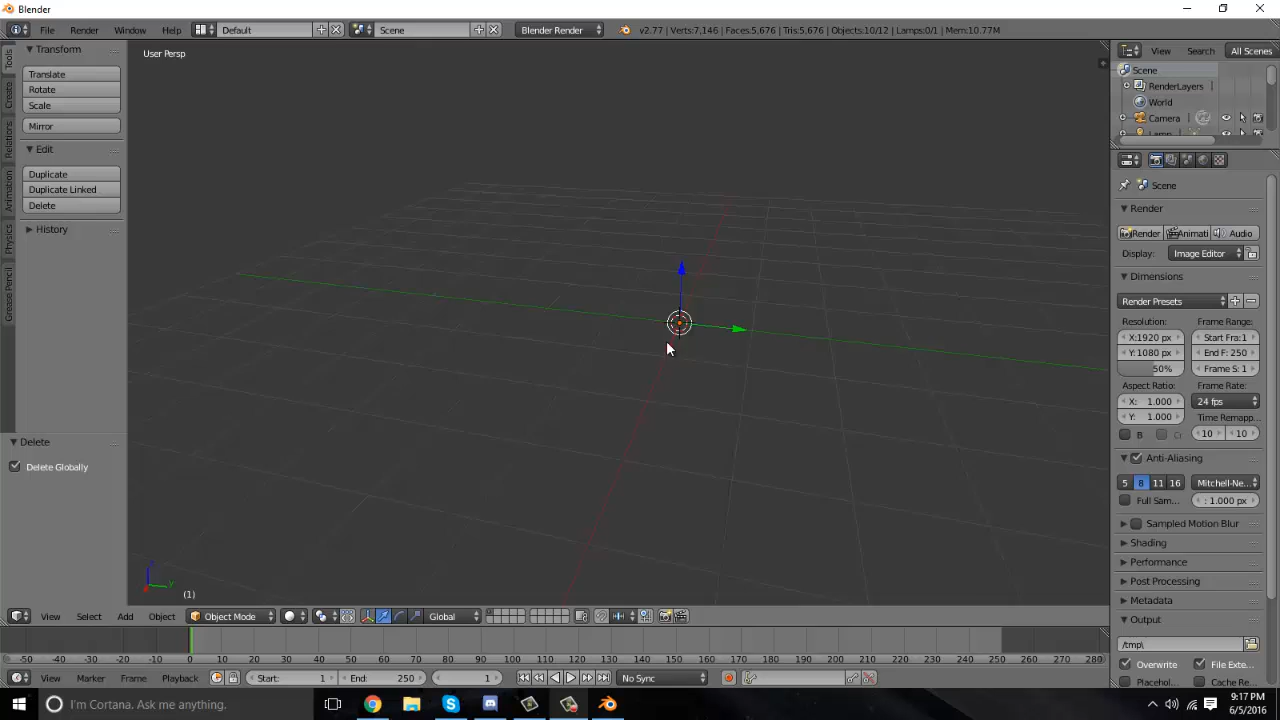 Blender
File Render Window Help Default Scene Blender Render v2.77 | Verts:7,146 | Faces:5,676 | Tris:5,676 | Objects:10/12 | Lamps:0/1 | Mem:10.77M
Tools
Create
Relations
Animation
Physics
Grease Pencil
Transform
Translate
Rotate
Scale
Mirror
Edit
Duplicate
Duplicate Linked
Delete
History
Delete
Delete Globally
User Persp
(1)
View Search All Scenes
Scene
RenderLayers
World
Camera
Lamp
Scene
Render
Render Animati Audio
Display: Image Editor
Dimensions
Render Presets
Resolution: Frame Range:
X:1920 px Start Fra:1
Y:1080 px End F: 250
50% Frame S: 1
Aspect Ratio: Frame Rate:
X: 1.000 24 fps
Y: 1.000 Time Remapp...
B Cr 10 10
Anti-Aliasing
5 8 11 16 Mitchell-Ne...
Full Sam... : 1.000 px
Sampled Motion Blur
Shading
Performance
Post Processing
Metadata
Output
/tmp\
Overwrite File Exte...
Placehol... Cache Re...
View Select Add Object Object Mode Global
-50 -40 -30 -20 -10 0 10 20 30 40 50 60 70 80 90 100 110 120 130 140 150 160 170 180 190 200 210 220 230 240 250 260 270 280
View Marker Frame Playback Start: 1 End: 250 1 No Sync
I'm Cortana. Ask me anything.
9:17 PM
6/5/2016